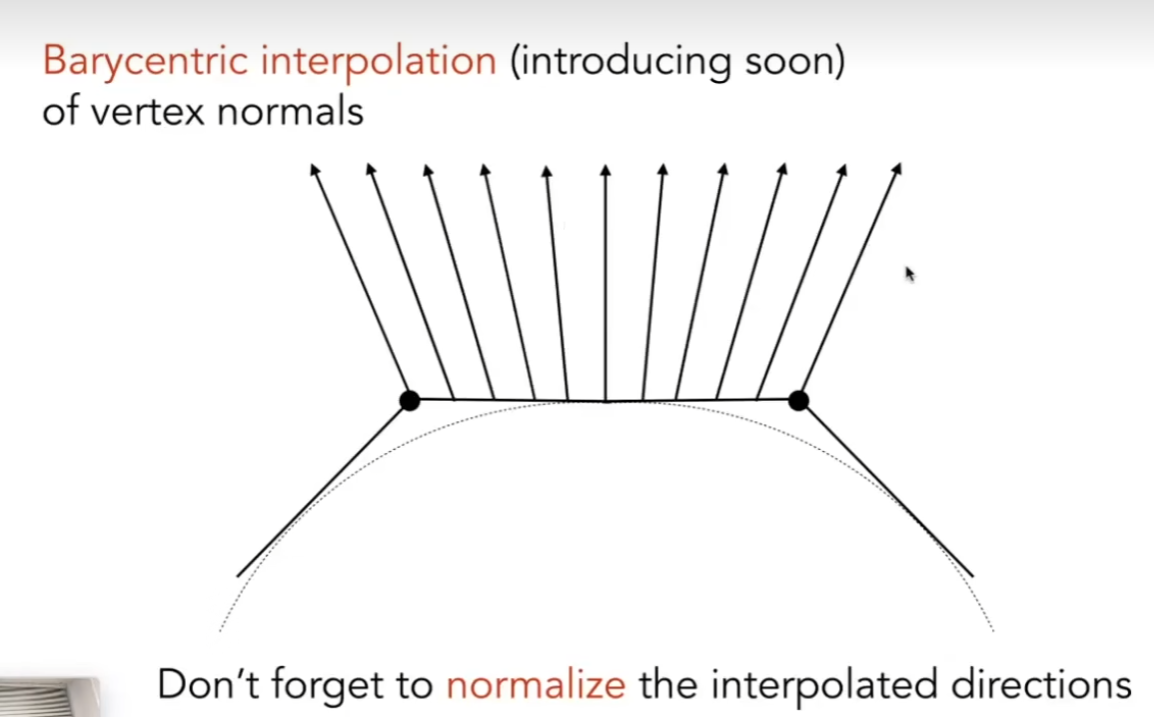 Barycentric interpolation (introducing soon)
of vertex normals
Don’t forget to normalize the interpolated directions